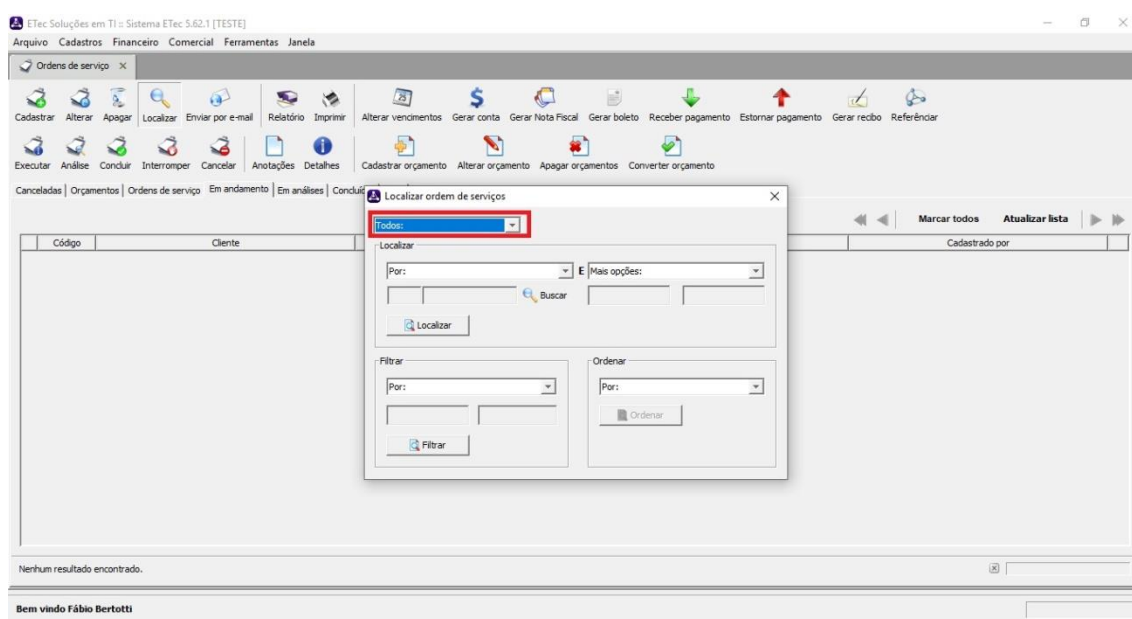 ETec Soluções em TI :: Sistema ETec 5.62.1 [TESTE]
Arquivo Cadastros Financeiro Comercial Ferramentas Janela
Ordens de serviço
Cadastrar Alterar Apagar Localizar Enviar por e-mail Relatório Imprimir Alterar vencimentos Gerar conta Gerar Nota Fiscal Gerar boleto Receber pagamento Estornar pagamento Gerar recibo Referênciar
Executar Análise Concluir Interromper Cancelar Anotações Detalhes Cadastrar orçamento Alterar orçamento Apagar orçamentos Converter orçamento
Canceladas Orçamentos Ordens de serviço Em andamento Em análises
Localizar ordem de serviços
Todos:
Marcar todos Atualizar lista
Código Cliente Cadastrado por
Localizar
Por: E Mais opções:
Buscar
Localizar
Filtrar Ordenar
Por: Por:
Ordenar
Filtrar
Nenhum resultado encontrado.
Bem vindo Fábio Bertotti